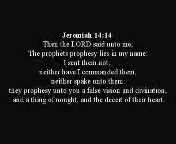 Jeremiah 14:14
Then the LORD said unto me,
The prophets prophesy lies in my name:
I sent them not,
neither have I commanded them,
neither spake unto them:
they prophesy unto you a false vision and divination,
and a thing of nought, and the deceit of their heart.